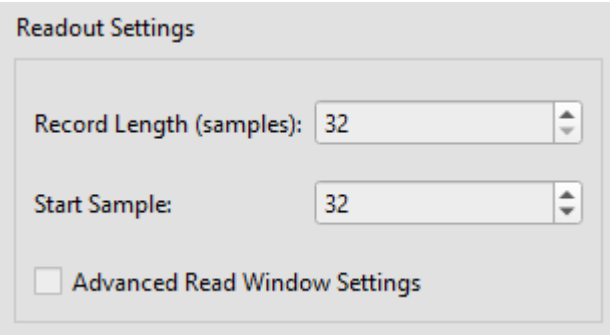 Readout Settings
Record Length (samples): 32
Start Sample: 32
Advanced Read Window Settings